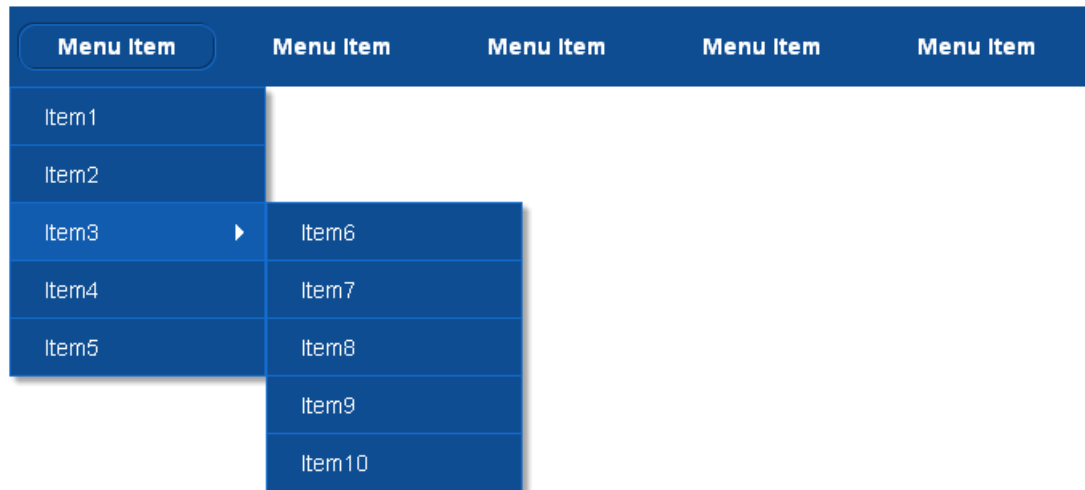 Menu Item Menu Item Menu Item Menu Item Menu Item
Item1
Item2
Item3 Item6
Item4 Item7
Item5 Item8
Item9
Item10